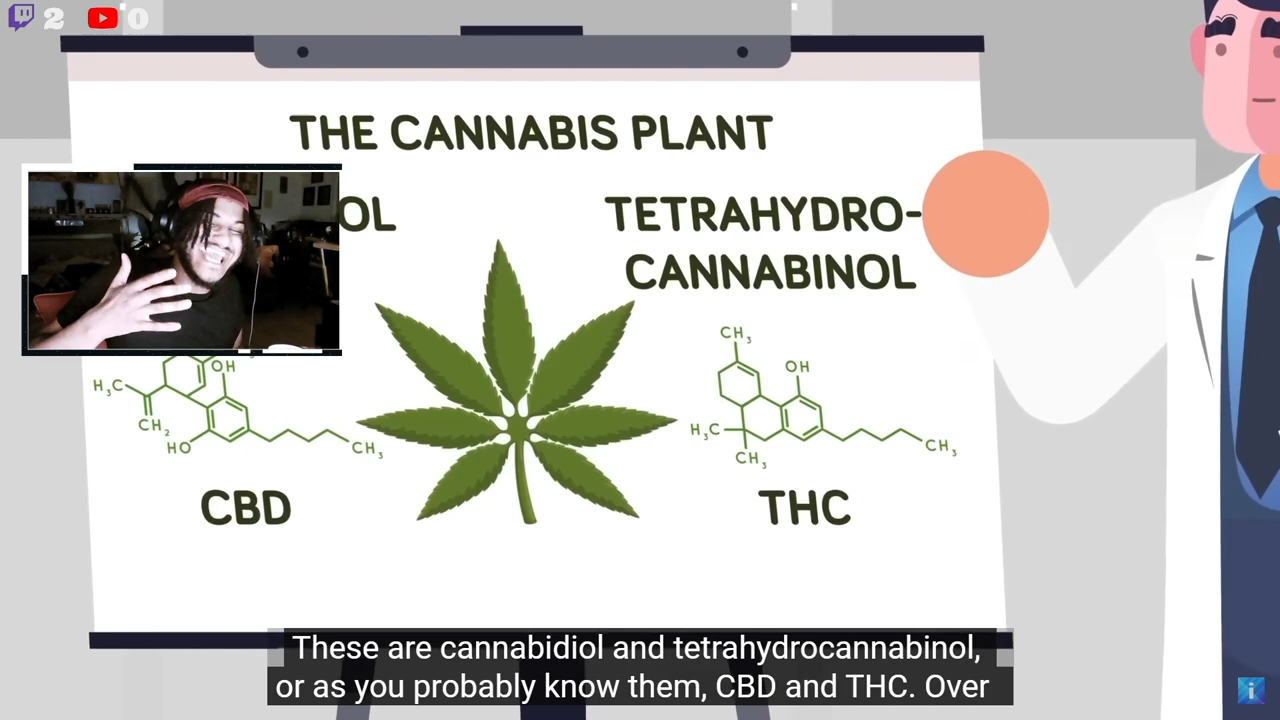 2 0
THE CANNABIS PLANT
OL TETRAHYDRO-
CANNABINOL
CH₃
OH OH
H₃C
CH₂ H₃C
HO CH₃ CH₃
CH₃
CBD THC
These are cannabidiol and tetrahydrocannabinol,
or as you probably know them, CBD and THC. Over